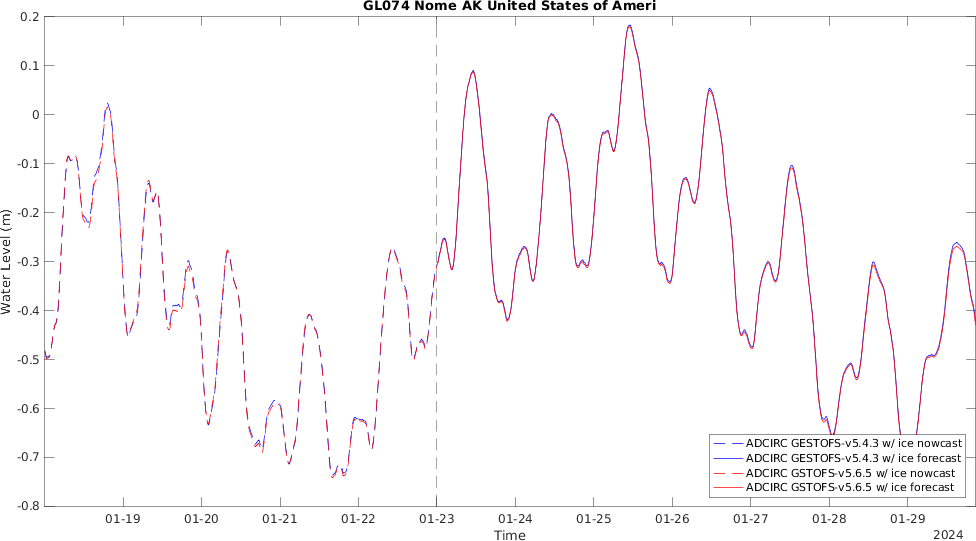 GL074 Nome AK United States of Ameri
0.2
0.1
0
-0.1
-0.2
-0.3
-0.4
-0.5
-0.6
-0.7
-0.8
Water Level (m)
ADCIRC GESTOFS-v5.4.3 w/ ice nowcast
ADCIRC GESTOFS-v5.4.3 w/ ice forecast
ADCIRC GSTOFS-v5.6.5 w/ ice nowcast
ADCIRC GSTOFS-v5.6.5 w/ ice forecast
01-19 01-20 01-21 01-22 01-23 01-24 01-25 01-26 01-27 01-28 01-29
Time
2024